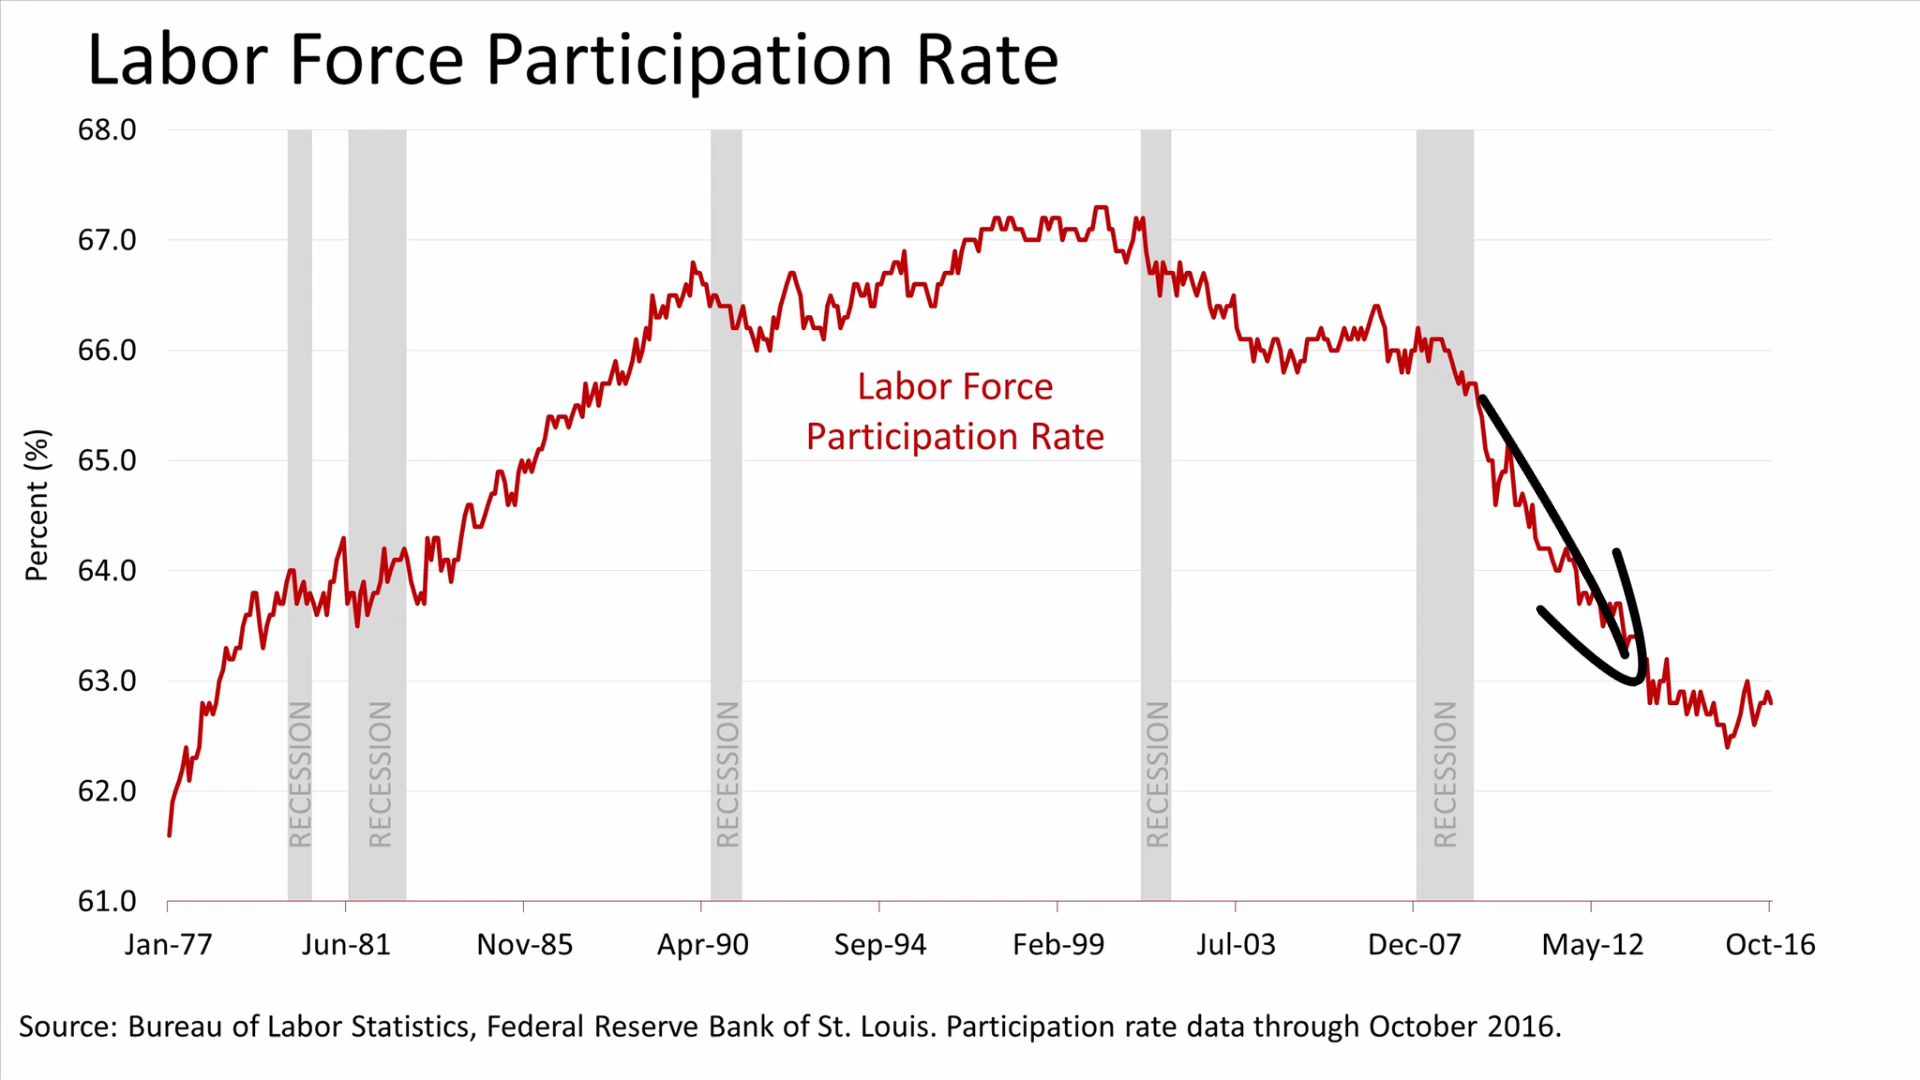 Labor Force Participation Rate
68.0
67.0
66.0
65.0
64.0
63.0
62.0
61.0
Percent (%)
Labor Force
Participation Rate
RECESSION
RECESSION
RECESSION
RECESSION
RECESSION
Jan-77
Jun-81
Nov-85
Apr-90
Sep-94
Feb-99
Jul-03
Dec-07
May-12
Oct-16
Source: Bureau of Labor Statistics, Federal Reserve Bank of St. Louis. Participation rate data through October 2016.